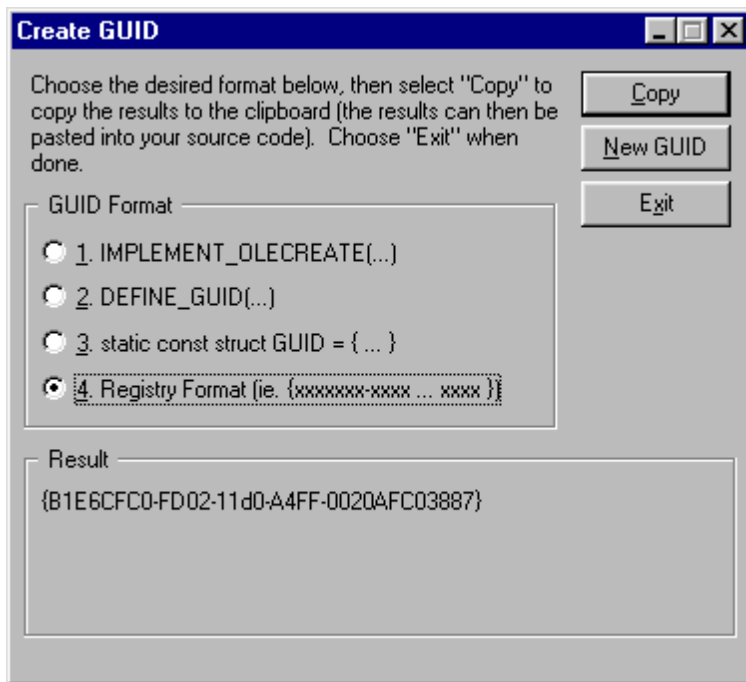 Create GUID
Choose the desired format below, then select "Copy" to
copy the results to the clipboard (the results can then be
pasted into your source code).  Choose "Exit" when
done.
Copy
New GUID
Exit
GUID Format
1. IMPLEMENT_OLECREATE(...)
2. DEFINE_GUID(...)
3. static const struct GUID = { ... }
4. Registry Format (ie. {xxxxxxx-xxxx ... xxxx })
Result
{B1E6CFC0-FD02-11d0-A4FF-0020AFC03887}